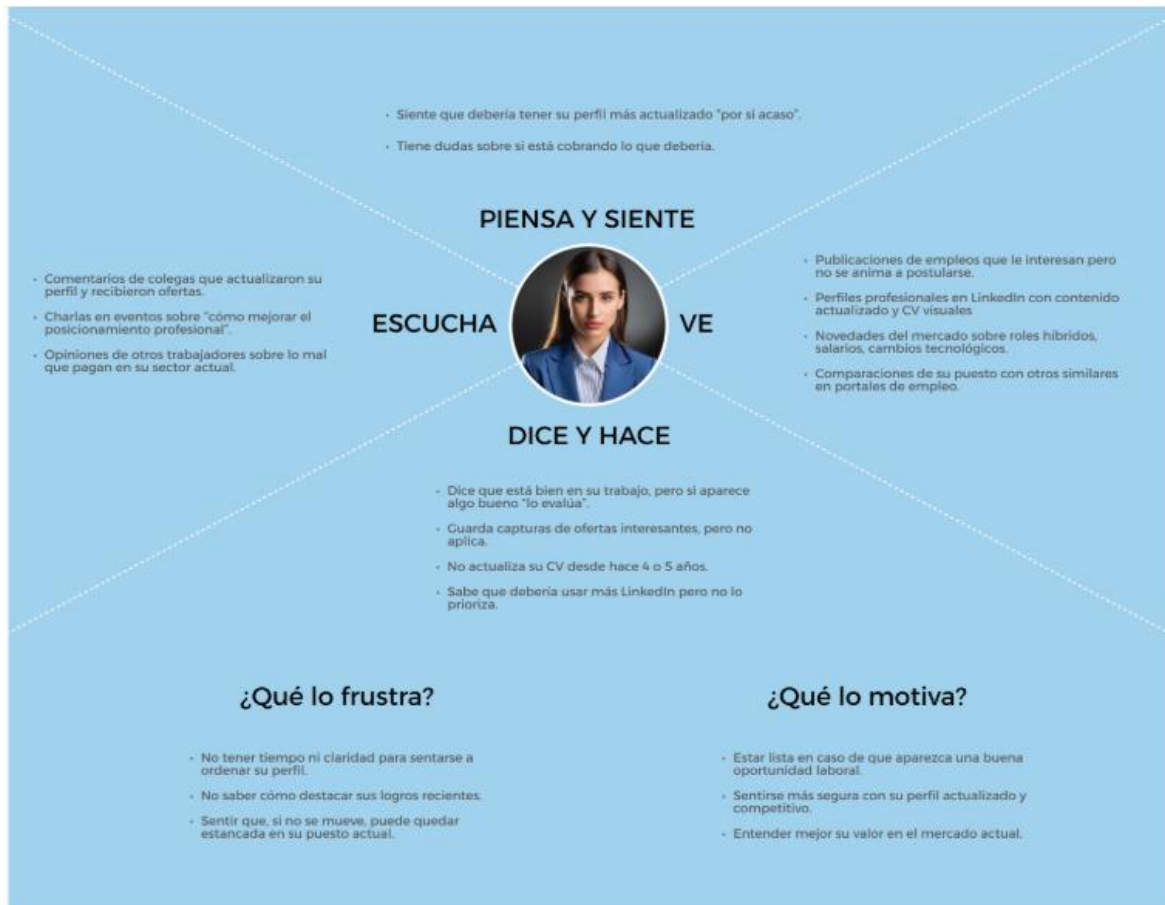 • Siente que debería tener su perfil más actualizado "por si acaso".
• Tiene dudas sobre si está cobrando lo que debería.
PIENSA Y SIENTE
ESCUCHA
• Comentarios de colegas que actualizaron su
perfil y recibieron ofertas.
• Charlas en eventos sobre "cómo mejorar el
posicionamiento profesional".
• Opiniones de otros trabajadores sobre lo mal
que pagan en su sector actual.
VE
• Publicaciones de empleos que le interesan pero
no se anima a postularse.
• Perfiles profesionales en LinkedIn con contenido
actualizado y CV visuales
• Novedades del mercado sobre roles híbridos,
salarios, cambios tecnológicos.
• Comparaciones de su puesto con otros similares
en portales de empleo.
DICE Y HACE
• Dice que está bien en su trabajo, pero si aparece
algo bueno "lo evalúa".
• Guarda capturas de ofertas interesantes, pero no
aplica.
• No actualiza su CV desde hace 4 o 5 años.
• Sabe que debería usar más LinkedIn pero no lo
prioriza.
¿Qué lo frustra?
• No tener tiempo ni claridad para sentarse a
ordenar su perfil.
• No saber cómo destacar sus logros recientes.
• Sentir que, si no se mueve, puede quedar
estancada en su puesto actual.
¿Qué lo motiva?
• Estar lista en caso de que aparezca una buena
oportunidad laboral.
• Sentirse más segura con su perfil actualizado y
competitivo.
• Entender mejor su valor en el mercado actual.